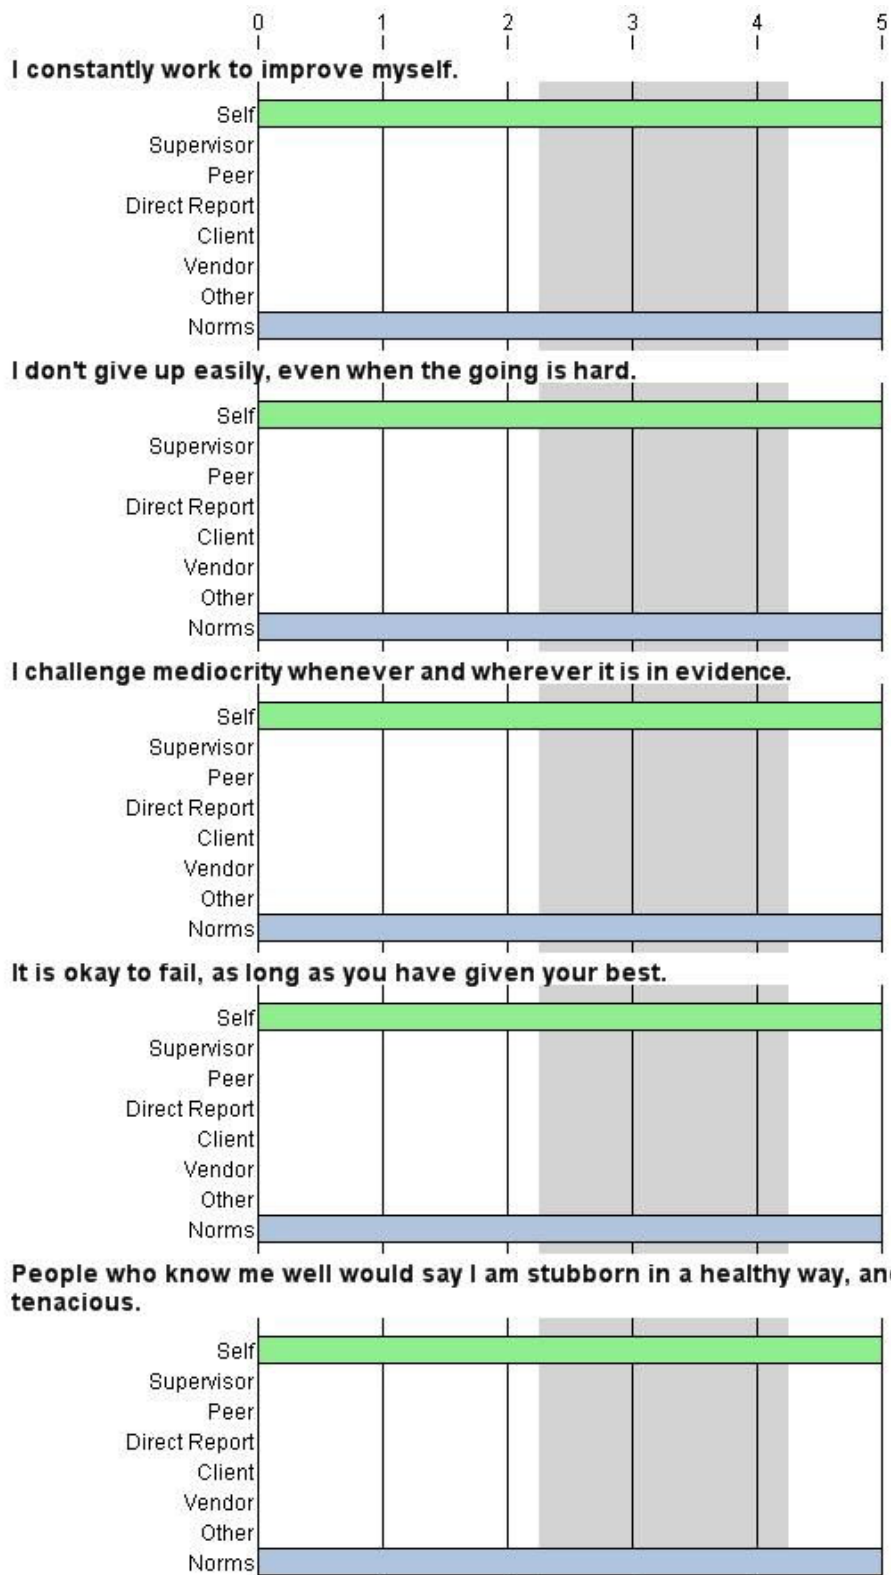 0 1 2 3 4 5
I constantly work to improve myself.
Self
Supervisor
Peer
Direct Report
Client
Vendor
Other
Norms
I don't give up easily, even when the going is hard.
Self
Supervisor
Peer
Direct Report
Client
Vendor
Other
Norms
I challenge mediocrity whenever and wherever it is in evidence.
Self
Supervisor
Peer
Direct Report
Client
Vendor
Other
Norms
It is okay to fail, as long as you have given your best.
Self
Supervisor
Peer
Direct Report
Client
Vendor
Other
Norms
People who know me well would say I am stubborn in a healthy way, an
tenacious.
Self
Supervisor
Peer
Direct Report
Client
Vendor
Other
Norms